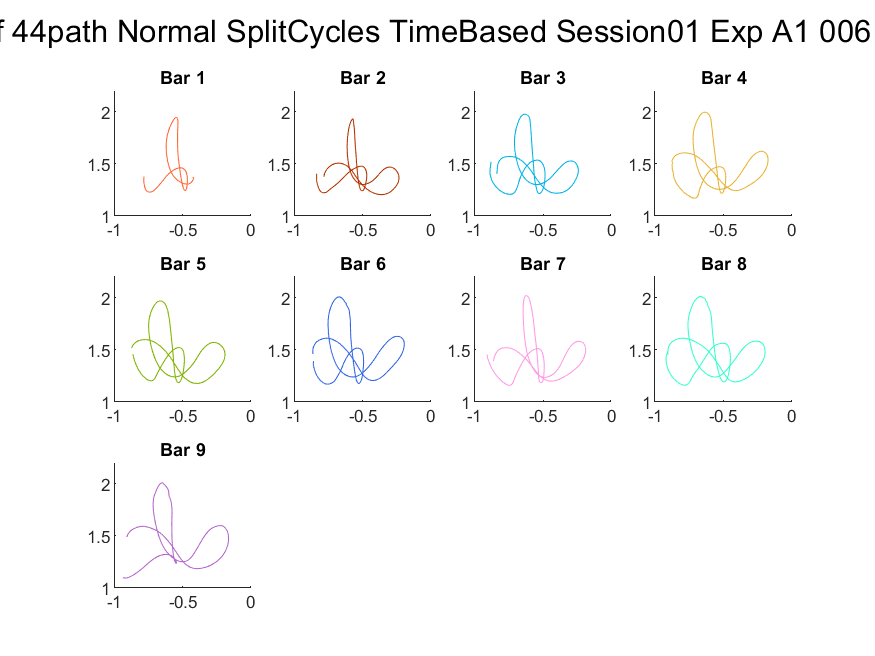 44path Normal SplitCycles TimeBased Session01 Exp A1 006
Bar 1 Bar 2 Bar 3 Bar 4
2 2 2 2
1.5 1.5 1.5 1.5
1 1 1 1
-1 -0.5 0 -1 -0.5 0 -1 -0.5 0 -1 -0.5 0
Bar 5 Bar 6 Bar 7 Bar 8
2 2 2 2
1.5 1.5 1.5 1.5
1 1 1 1
-1 -0.5 0 -1 -0.5 0 -1 -0.5 0 -1 -0.5 0
Bar 9
2
1.5
1
-1 -0.5 0